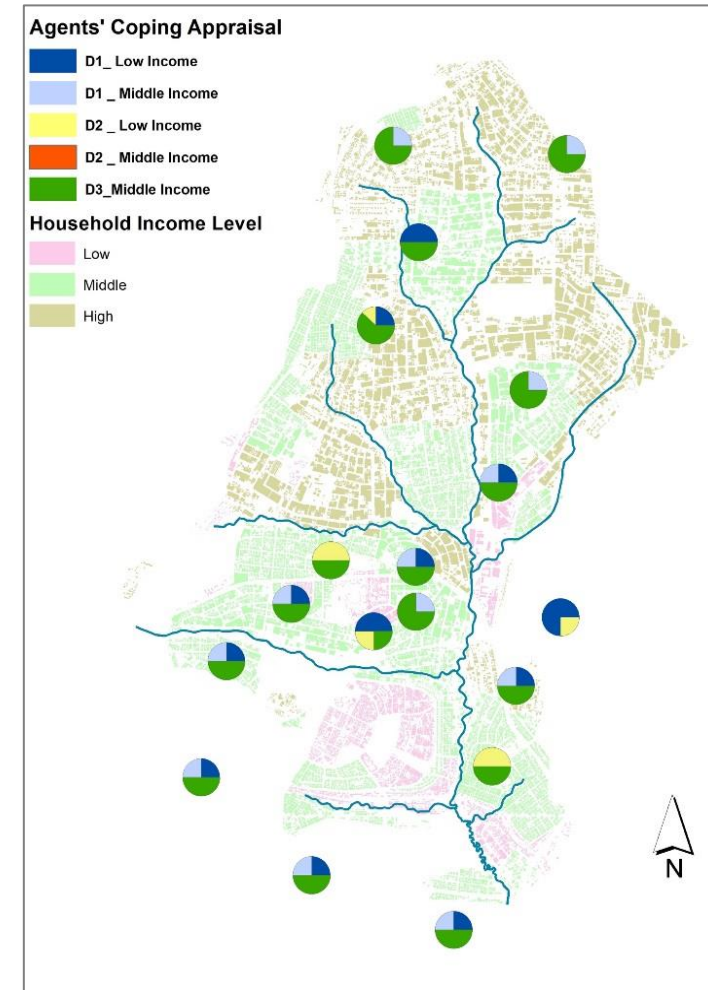 Agents' Coping Appraisal
D1_ Low Income
D1 _ Middle Income
D2 _ Low Income
D2 _ Middle Income
D3_Middle Income
Household Income Level
Low
Middle
High
N